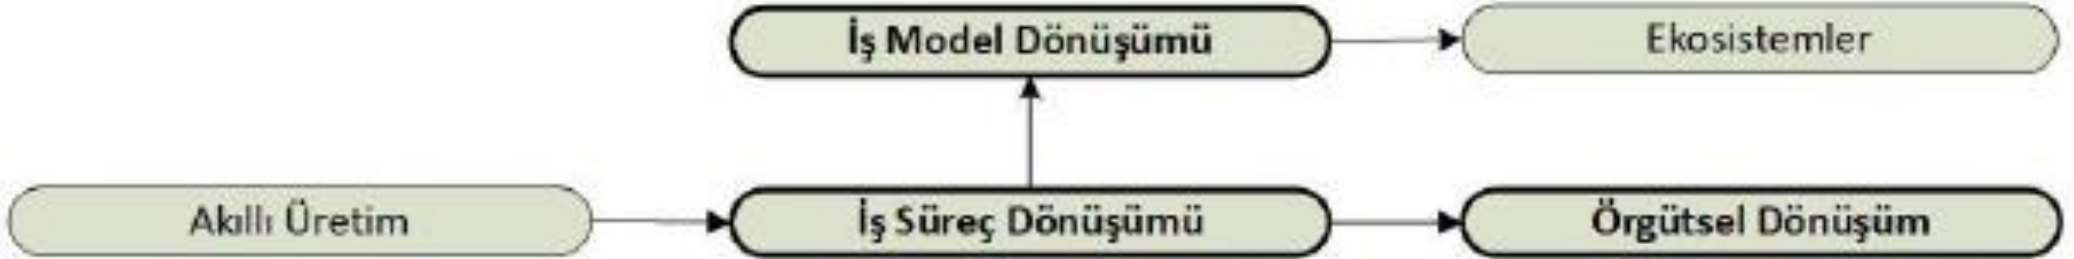 İş Model Dönüşümü
Ekosistemler
Akıllı Üretim
İş Süreç Dönüşümü
Örgütsel Dönüşüm